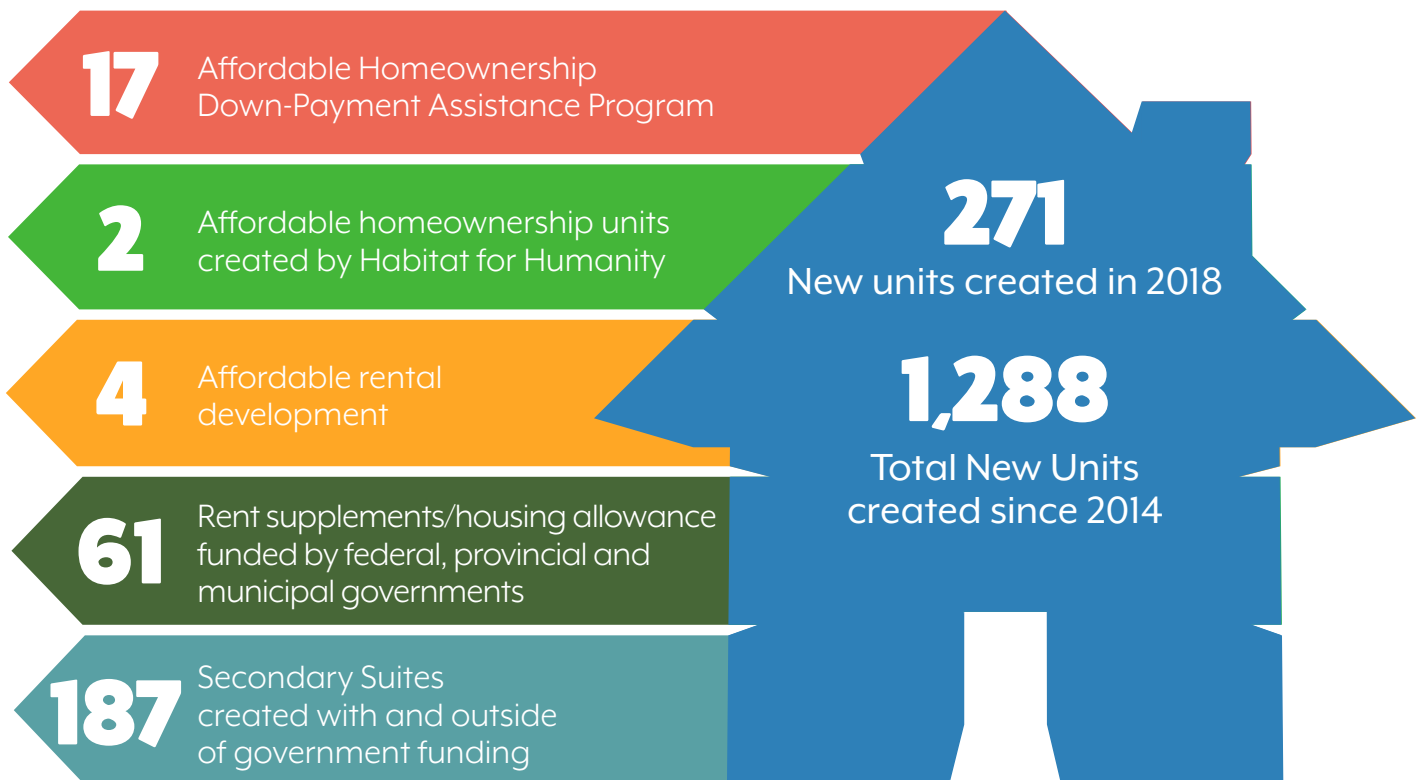 17
Affordable Homeownership
Down-Payment Assistance Program
2
Affordable homeownership units
created by Habitat for Humanity
4
Affordable rental
development
61
Rent supplements/housing allowance
funded by federal, provincial and
municipal governments
187
Secondary Suites
created with and outside
of government funding
271
New units created in 2018
1,288
Total New Units
created since 2014